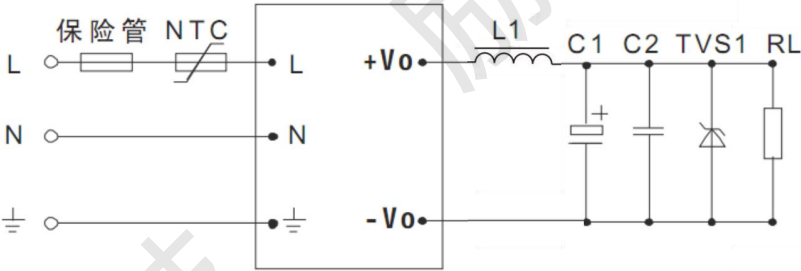 保险管 NTC L1 C1 C2 TVS1 RL
L L +Vo
+
N N
-Vo